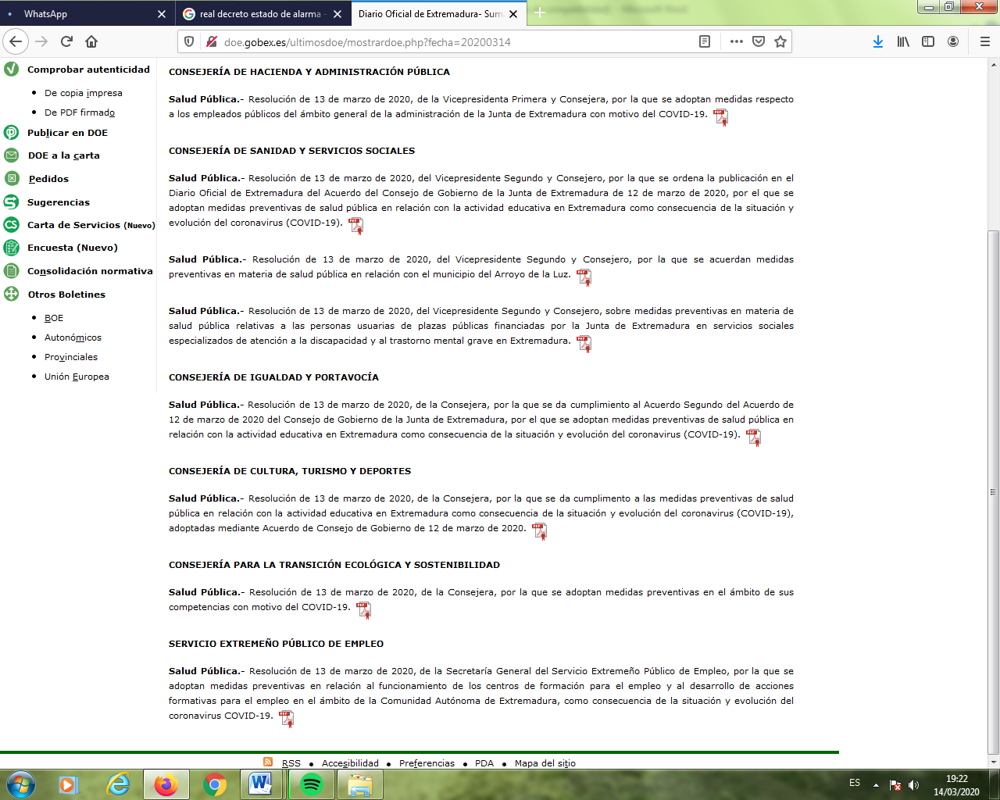 WhatsApp
real decreto estado de alarma -
Diario Oficial de Extremadura- Sum
doe.gobex.es/ultimosdoe/mostrardoe.php?fecha=20200314
Comprobar autenticidad
De copia impresa
De PDF firmado
Publicar en DOE
DOE a la carta
Pedidos
Sugerencias
Carta de Servicios (Nuevo)
Encuesta (Nuevo)
Consolidación normativa
Otros Boletines
BOE
Autonómicos
Provinciales
Unión Europea
CONSEJERÍA DE HACIENDA Y ADMINISTRACIÓN PÚBLICA
Salud Pública.- Resolución de 13 de marzo de 2020, de la Vicepresidenta Primera y Consejera, por la que se adoptan medidas respecto
a los empleados públicos del ámbito general de la administración de la Junta de Extremadura con motivo del COVID-19.
CONSEJERÍA DE SANIDAD Y SERVICIOS SOCIALES
Salud Pública.- Resolución de 13 de marzo de 2020, del Vicepresidente Segundo y Consejero, por la que se ordena la publicación en el
Diario Oficial de Extremadura del Acuerdo del Consejo de Gobierno de la Junta de Extremadura de 12 de marzo de 2020, por el que se
adoptan medidas preventivas de salud pública en relación con la actividad educativa en Extremadura como consecuencia de la situación y
evolución del coronavirus (COVID-19).
Salud Pública.- Resolución de 13 de marzo de 2020, del Vicepresidente Segundo y Consejero, por la que se acuerdan medidas
preventivas en materia de salud pública en relación con el municipio del Arroyo de la Luz.
Salud Pública.- Resolución de 13 de marzo de 2020, del Vicepresidente Segundo y Consejero, sobre medidas preventivas en materia de
salud pública relativas a las personas usuarias de plazas públicas financiadas por la Junta de Extremadura en servicios sociales
especializados de atención a la discapacidad y al trastorno mental grave en Extremadura.
CONSEJERÍA DE IGUALDAD Y PORTAVOCÍA
Salud Pública.- Resolución de 13 de marzo de 2020, de la Consejera, por la que se da cumplimiento al Acuerdo Segundo del Acuerdo de
12 de marzo de 2020 del Consejo de Gobierno de la Junta de Extremadura, por el que se adoptan medidas preventivas de salud pública en
relación con la actividad educativa en Extremadura como consecuencia de la situación y evolución del coronavirus (COVID-19).
CONSEJERÍA DE CULTURA, TURISMO Y DEPORTES
Salud Pública.- Resolución de 13 de marzo de 2020, de la Consejera, por la que se da cumplimento a las medidas preventivas de salud
pública en relación con la actividad educativa en Extremadura como consecuencia de la situación y evolución del coronavirus (COVID-19),
adoptadas mediante Acuerdo de Consejo de Gobierno de 12 de marzo de 2020.
CONSEJERÍA PARA LA TRANSICIÓN ECOLÓGICA Y SOSTENIBILIDAD
Salud Pública.- Resolución de 13 de marzo de 2020, de la Consejera, por la que se adoptan medidas preventivas en el ámbito de sus
competencias con motivo del COVID-19.
SERVICIO EXTREMEÑO PÚBLICO DE EMPLEO
Salud Pública.- Resolución de 13 de marzo de 2020, de la Secretaría General del Servicio Extremeño Público de Empleo, por la que se
adoptan medidas preventivas en relación al funcionamiento de los centros de formación para el empleo y al desarrollo de acciones
formativas para el empleo en el ámbito de la Comunidad Autónoma de Extremadura, como consecuencia de la situación y evolución del
coronavirus COVID-19.
RSS • Accesibilidad • Preferencias • PDA • Mapa del sitio
ES
19:22
14/03/2020